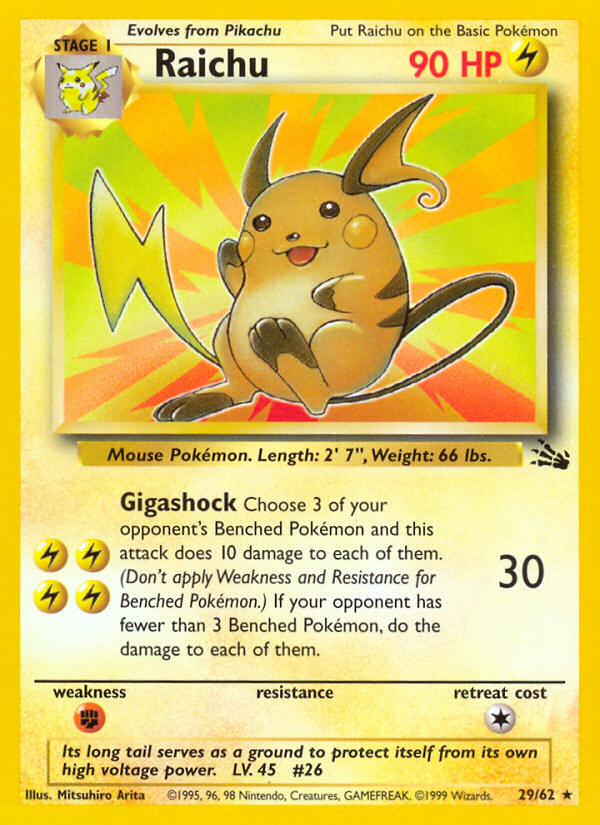 Evolves from Pikachu
Put Raichu on the Basic Pokémon
STAGE 1
Raichu
90 HP
Mouse Pokémon. Length: 2' 7", Weight: 66 lbs.
Gigashock Choose 3 of your
opponent's Benched Pokémon and this
attack does 10 damage to each of them.
(Don't apply Weakness and Resistance for
Benched Pokémon.) If your opponent has
fewer than 3 Benched Pokémon, do the
damage to each of them.
30
weakness
resistance
retreat cost
Its long tail serves as a ground to protect itself from its own
high voltage power. LV. 45 #26
Illus. Mitsuhiro Arita
©1995, 96, 98 Nintendo, Creatures, GAMEFREAK. ©1999 Wizards.
29/62 ★